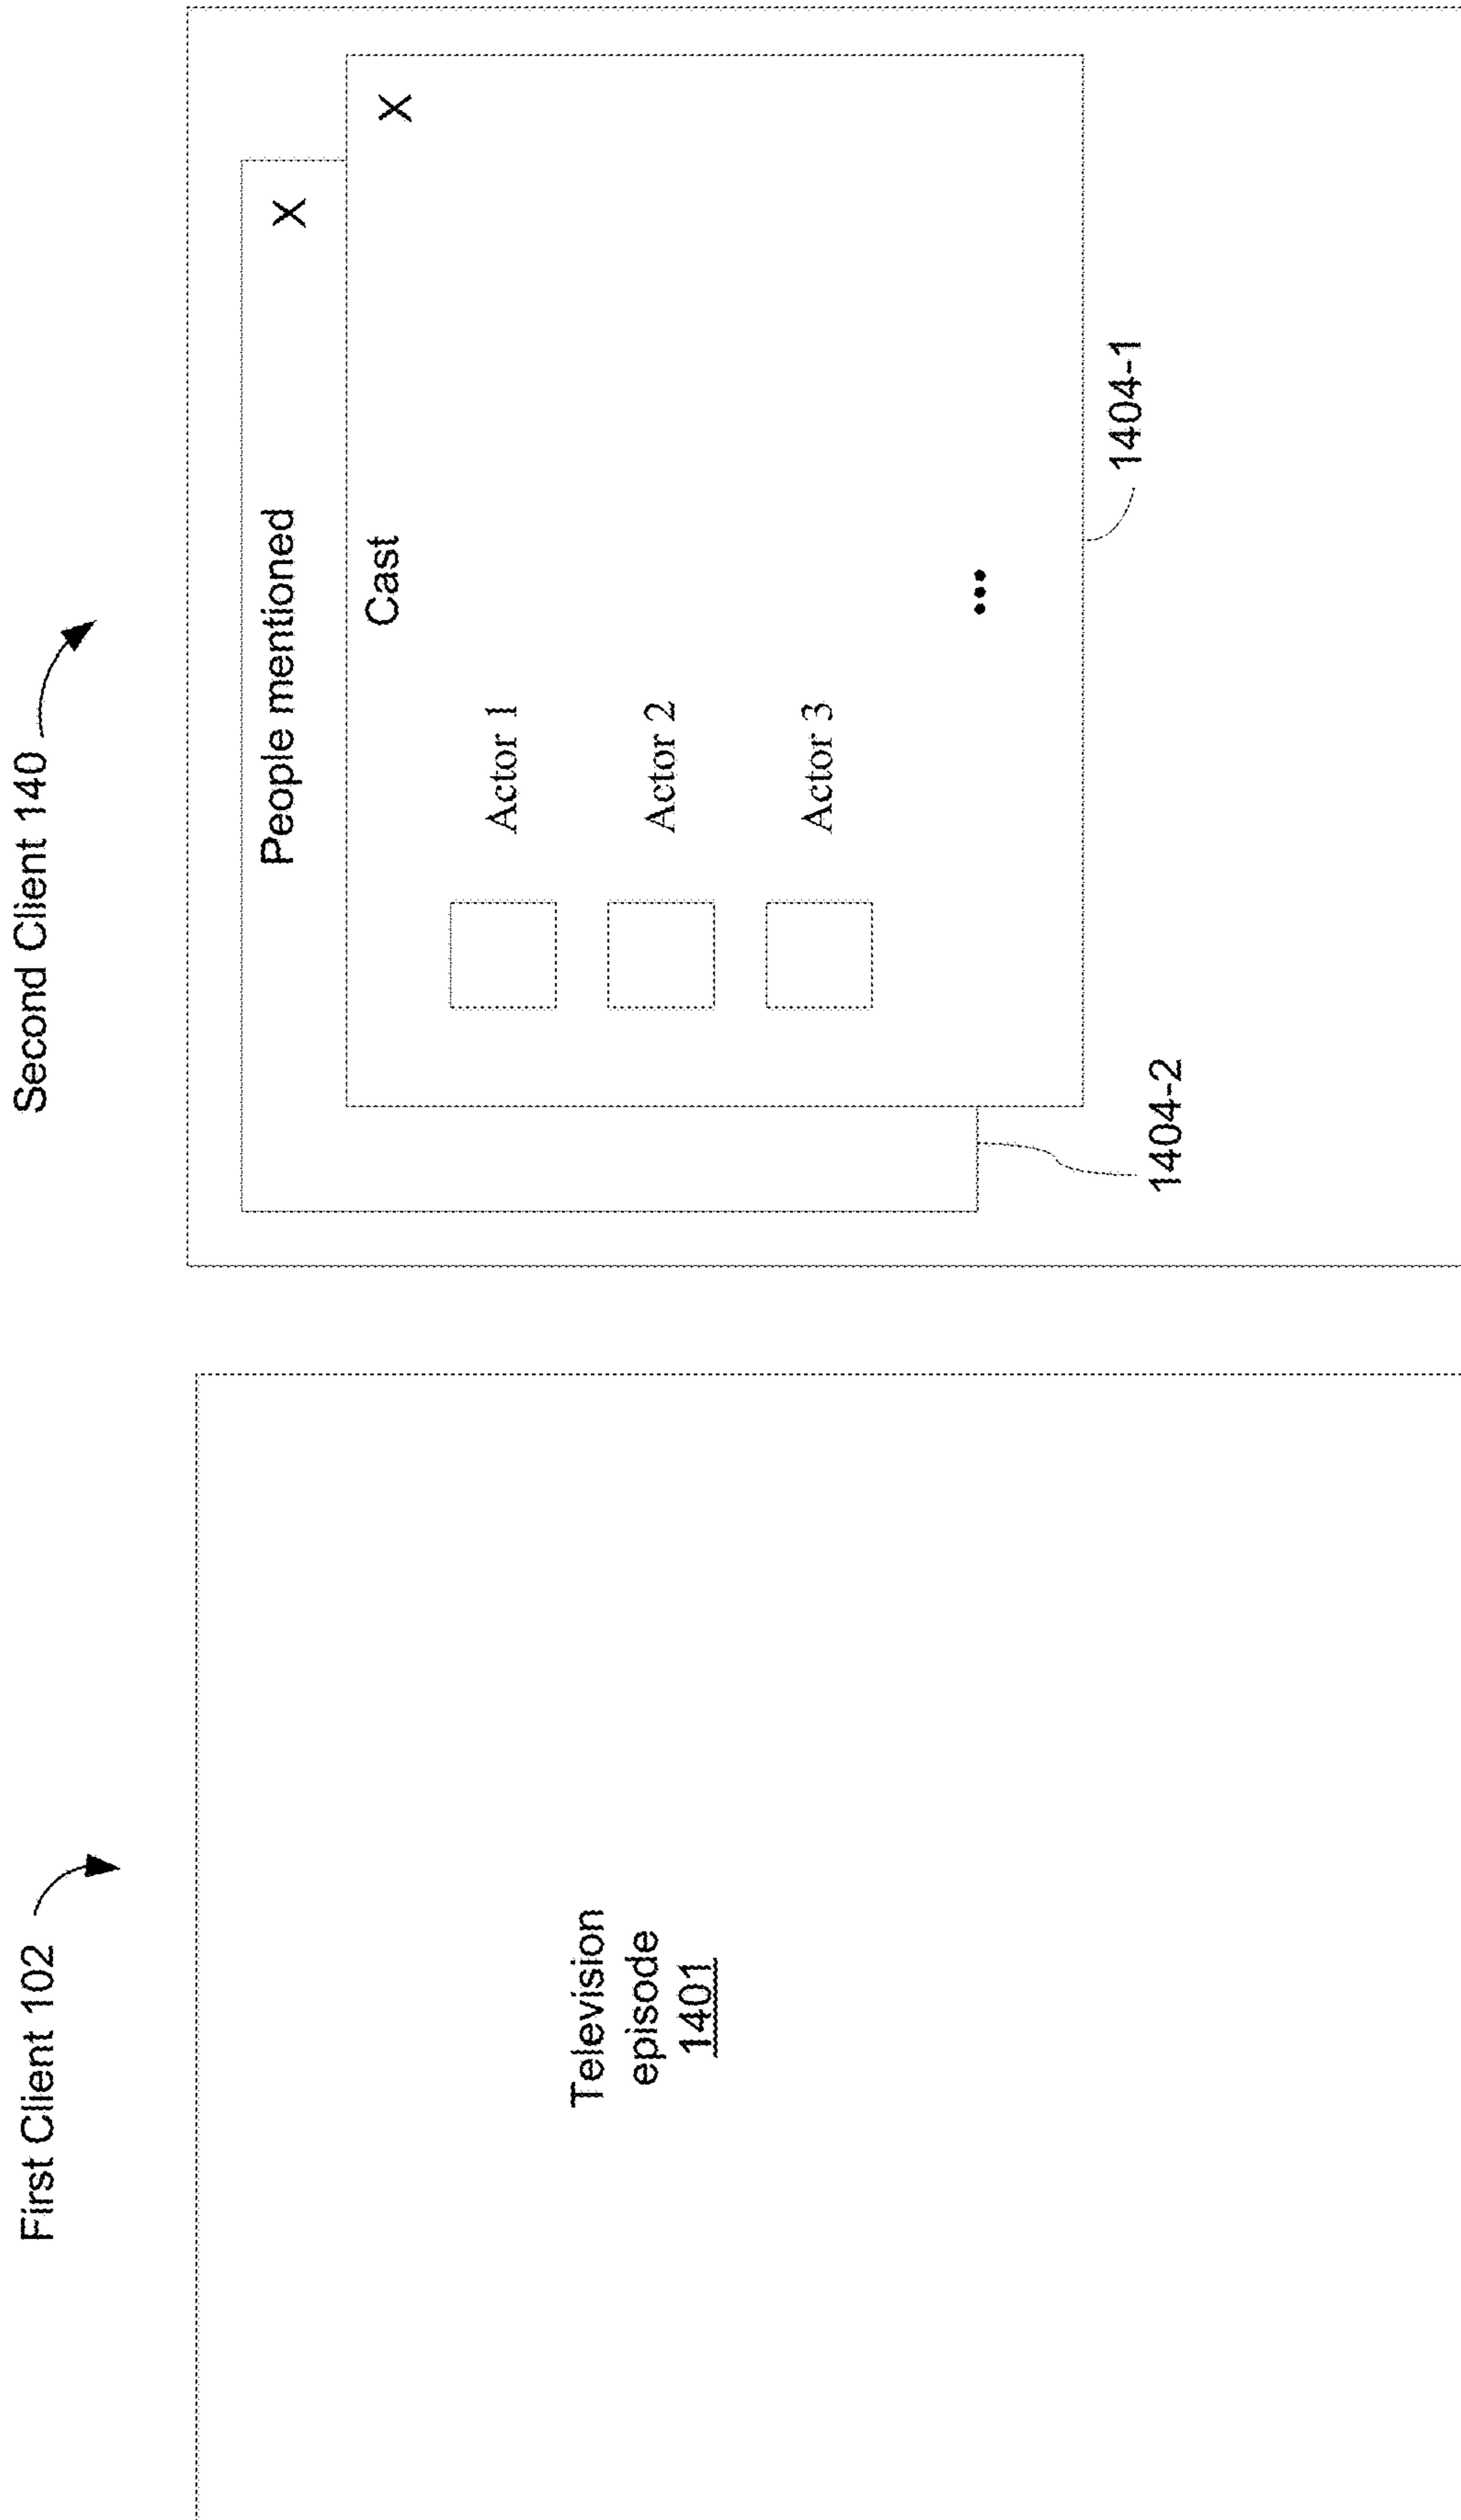 First Client 102
Television
episode
1401
Second Client 140
People mentioned
X
Cast
X
Actor 1
Actor 2
Actor 3
•••
1404-1
1404-2